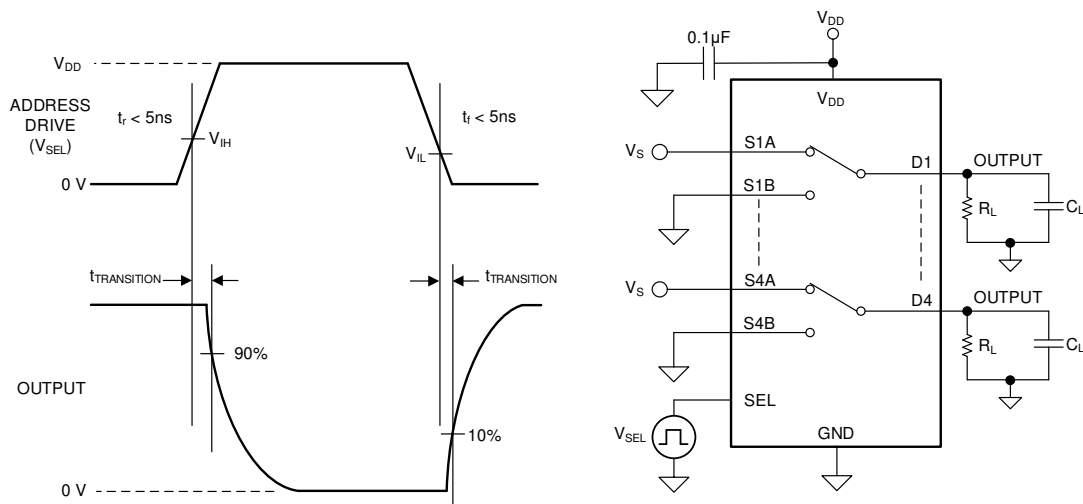 V_DD
ADDRESS
DRIVE
(V_SEL)
t_r < 5ns
V_IH
V_IL
t_f < 5ns
0 V
t_TRANSITION
t_TRANSITION
90%
OUTPUT
10%
0 V
V_DD
0.1µF
V_DD
V_S
S1A
D1
OUTPUT
S1B
R_L
C_L
V_S
S4A
D4
OUTPUT
S4B
R_L
C_L
SEL
V_SEL
GND